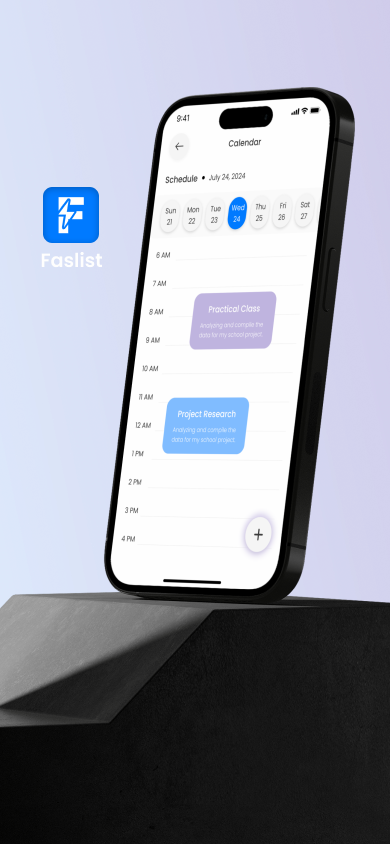 9:41
Calendar
Schedule • July 24, 2024
Sun Mon Tue Wed Thu Fri Sat
21 22 23 24 25 26 27
Faslist
6 AM
7 AM
8 AM
Practical Class
Analyzing and compile the
data for my school project.
9 AM
10 AM
11 AM
12 AM
Project Research
Analyzing and compile the
data for my school project.
1 PM
2 PM
3 PM
4 PM